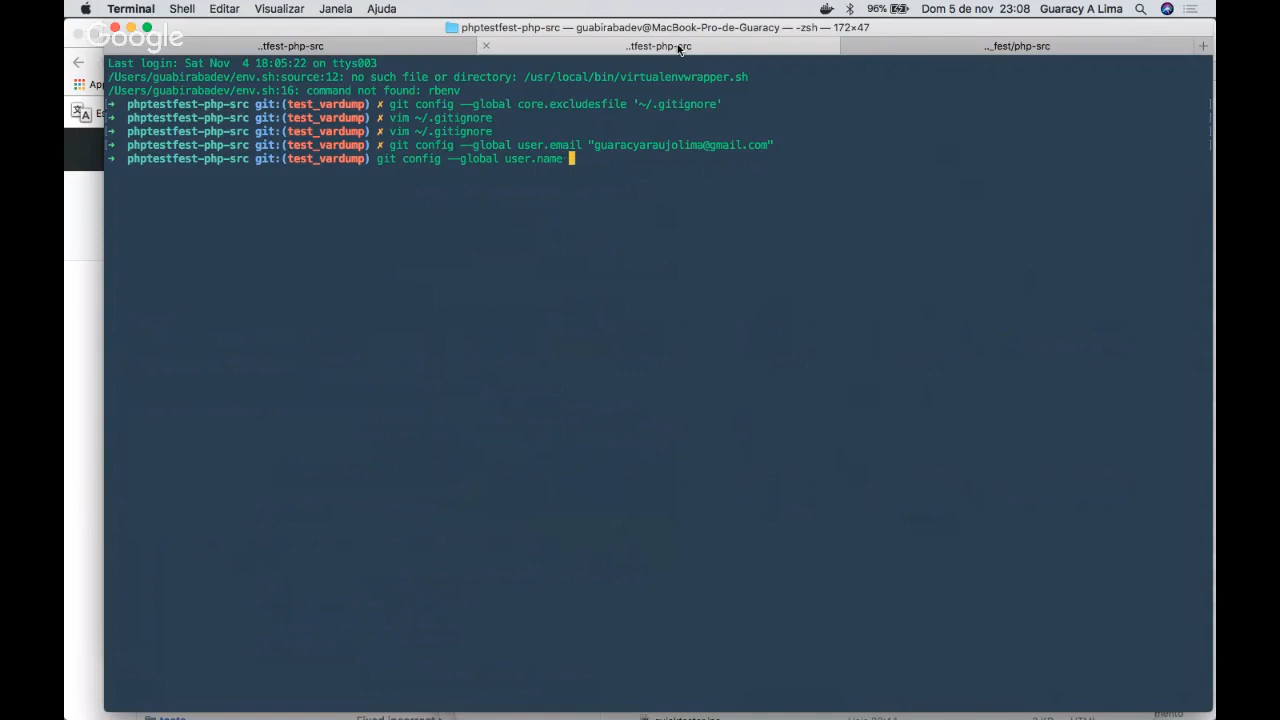 Terminal Shell Editar Visualizar Janela Ajuda 96% Dom 5 de nov 23:08 Guaracy A Lima
Google
phptestfest-php-src — guabirabadev@MacBook-Pro-de-Guaracy — -zsh — 172×47
..tfest-php-src ..tfest-php-src .._fest/php-src +
Last login: Sat Nov  4 18:05:22 on ttys003
/Users/guabirabadev/env.sh:source:12: no such file or directory: /usr/local/bin/virtualenvwrapper.sh
/Users/guabirabadev/env.sh:16: command not found: rbenv
➜  phptestfest-php-src git:(test_vardump) ✗ git config --global core.excludesfile '~/.gitignore'
➜  phptestfest-php-src git:(test_vardump) ✗ vim ~/.gitignore
➜  phptestfest-php-src git:(test_vardump) ✗ vim ~/.gitignore
➜  phptestfest-php-src git:(test_vardump) ✗ git config --global user.email "guaracyaraujolima@gmail.com"
➜  phptestfest-php-src git:(test_vardump) git config --global user.name